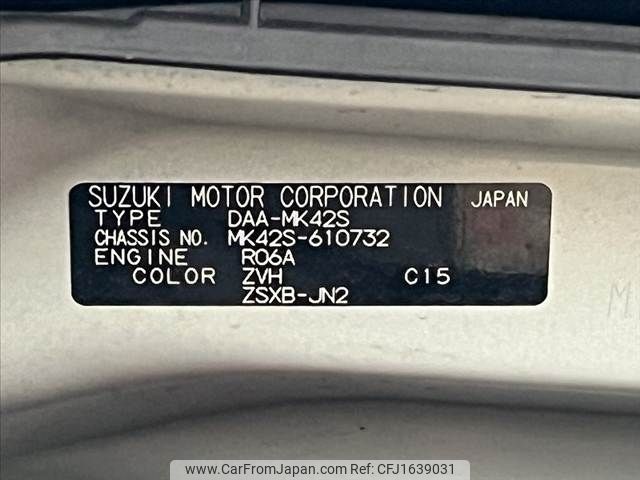 SUZUKI MOTOR CORPORATION JAPAN
TYPE DAA-MK42S
CHASSIS NO. MK42S-610732
ENGINE R06A
COLOR ZVH C15
ZSXB-JN2
M
www.CarFromJapan.com CFJ1639031